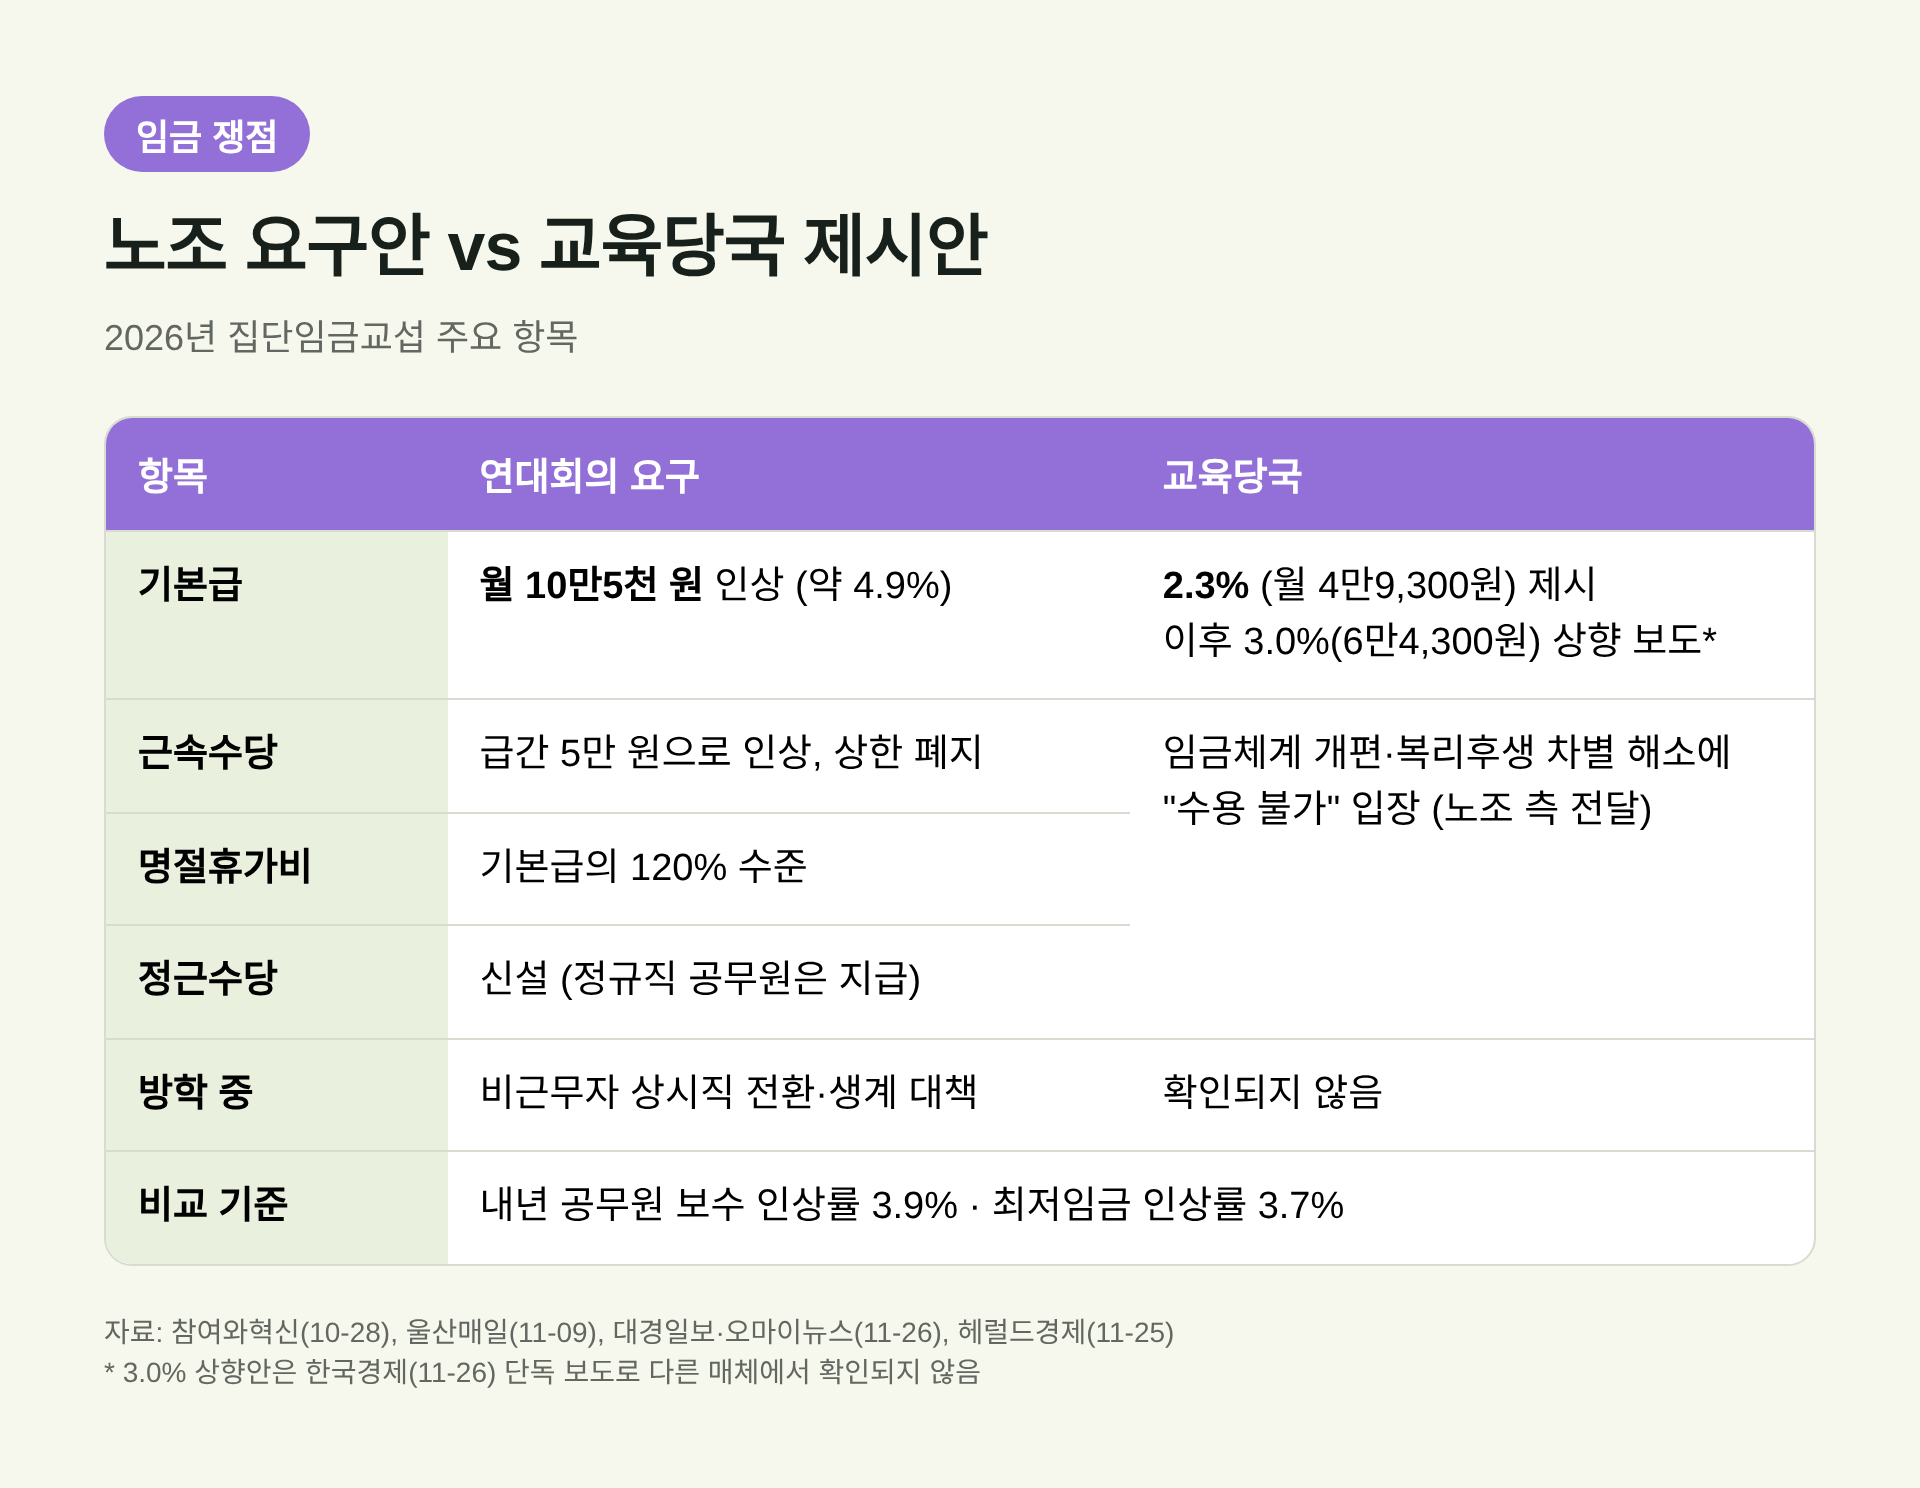 임금 쟁점
노조 요구안 vs 교육당국 제시안
2026년 집단임금교섭 주요 항목
항목 연대회의 요구 교육당국
기본급 월 10만5천 원 인상 (약 4.9%) 2.3% (월 4만9,300원) 제시
이후 3.0%(6만4,300원) 상향 보도*
근속수당 급간 5만 원으로 인상, 상한 폐지 임금체계 개편·복리후생 차별 해소에
"수용 불가" 입장 (노조 측 전달)
명절휴가비 기본급의 120% 수준
정근수당 신설 (정규직 공무원은 지급)
방학 중 비근무자 상시직 전환·생계 대책 확인되지 않음
비교 기준 내년 공무원 보수 인상률 3.9% · 최저임금 인상률 3.7%
자료: 참여와혁신(10-28), 울산매일(11-09), 대경일보·오마이뉴스(11-26), 헤럴드경제(11-25)
* 3.0% 상향안은 한국경제(11-26) 단독 보도로 다른 매체에서 확인되지 않음